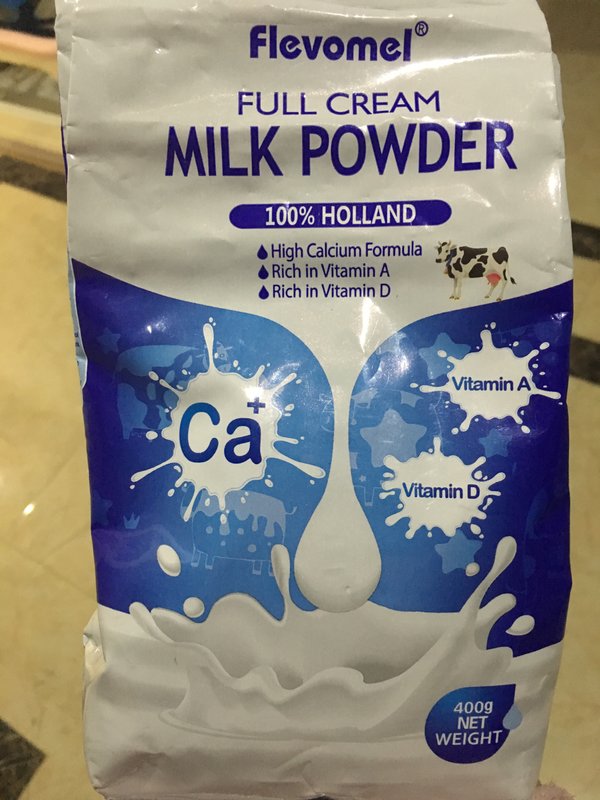 Flevomel®
FULL CREAM
MILK POWDER
100% HOLLAND
High Calcium Formula
Rich in Vitamin A
Rich in Vitamin D
Ca+
Vitamin A
Vitamin D
400g
NET
WEIGHT